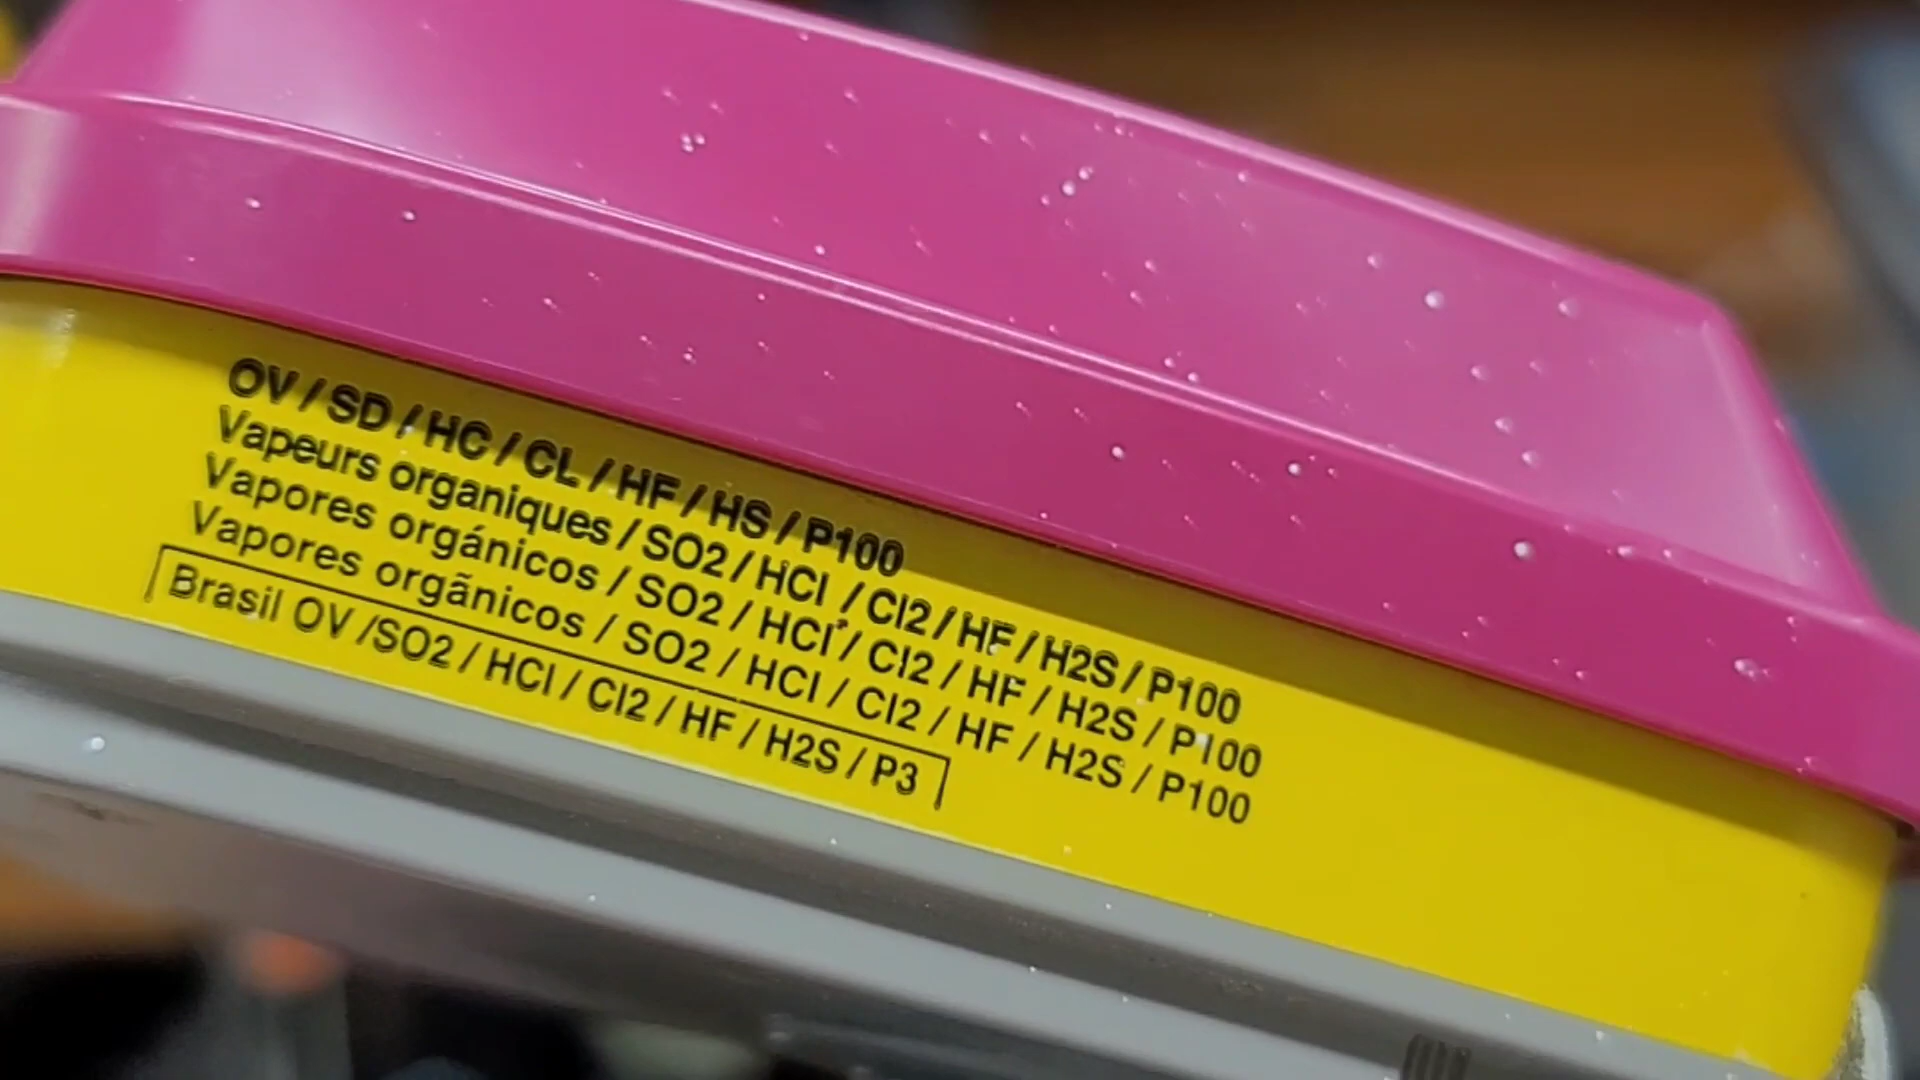 OV / SD / HC / CL / HF / HS / P100
Vapeurs organiques / SO2 / HCl / Cl2 / HF / H2S / P100
Vapores orgánicos / SO2 / HCl / Cl2 / HF / H2S / P100
Vapores orgãnicos / SO2 / HCl / Cl2 / HF / H2S / P100
Brasil OV /SO2 / HCl / Cl2 / HF / H2S / P3